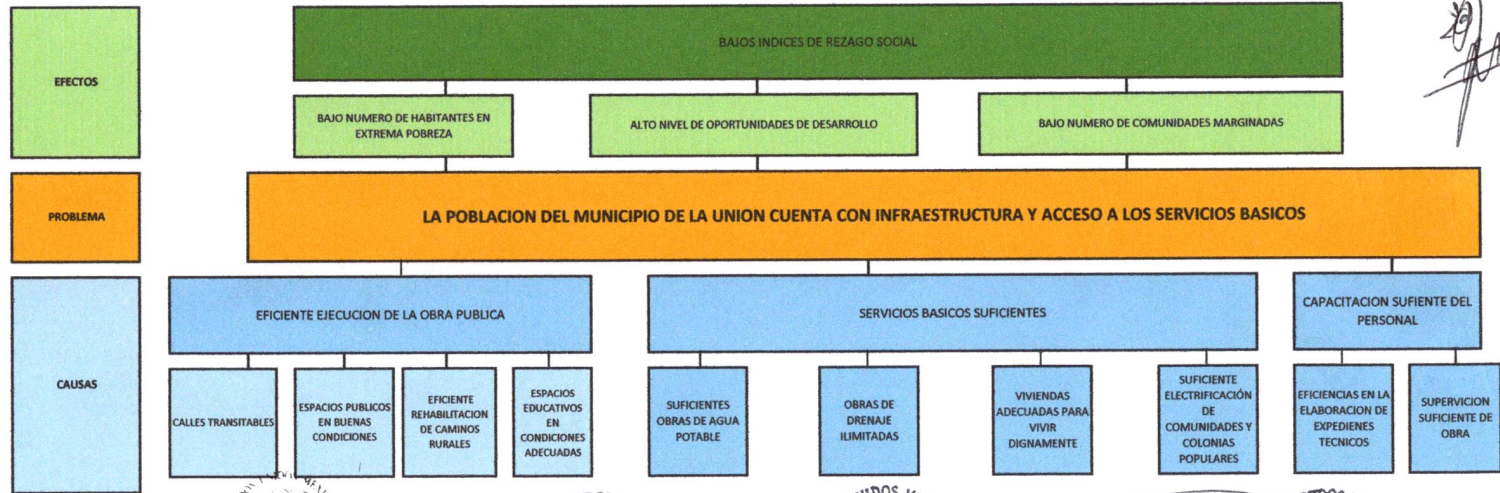 EFECTOS
BAJOS INDICES DE REZAGO SOCIAL
BAJO NUMERO DE HABITANTES EN
EXTREMA POBREZA
ALTO NIVEL DE OPORTUNIDADES DE DESARROLLO
BAJO NUMERO DE COMUNIDADES MARGINADAS
PROBLEMA
LA POBLACION DEL MUNICIPIO DE LA UNION CUENTA CON INFRAESTRUCTURA Y ACCESO A LOS SERVICIOS BASICOS
CAUSAS
EFICIENTE EJECUCION DE LA OBRA PUBLICA
SERVICIOS BASICOS SUFICIENTES
CAPACITACION SUFIENTE DEL
PERSONAL
CALLES TRANSITABLES
ESPACIOS PUBLICOS
EN BUENAS
CONDICIONES
EFICIENTE
REHABILITACION
DE CAMINOS
RURALES
ESPACIOS
EDUCATIVOS
EN
CONDICIONES
ADECUADAS
SUFICIENTES
OBRAS DE AGUA
POTABLE
OBRAS DE
DRENAJE
ILIMITADAS
VIVIENDAS
ADECUADAS PARA
VIVIR
DIGNAMENTE
SUFICIENTE
ELECTRIFICACIÓN
DE
COMUNIDADES Y
COLONIAS
POPULARES
EFICIENCIAS EN LA
ELABORACION DE
EXPEDIENES
TECNICOS
SUPERVICION
SUFICIENTE DE
OBRA